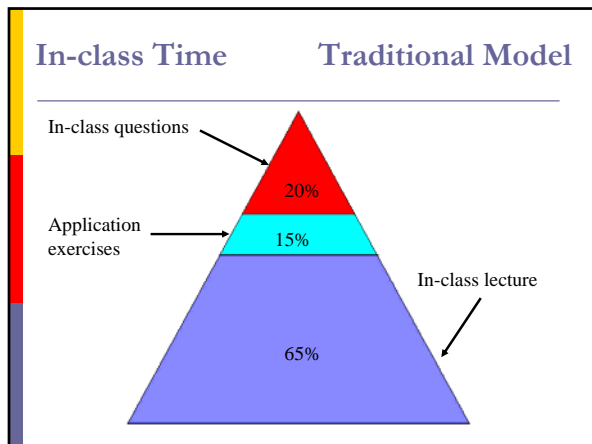 In-class Time Traditional Model
In-class questions
20%
Application
exercises
15%
In-class lecture
65%